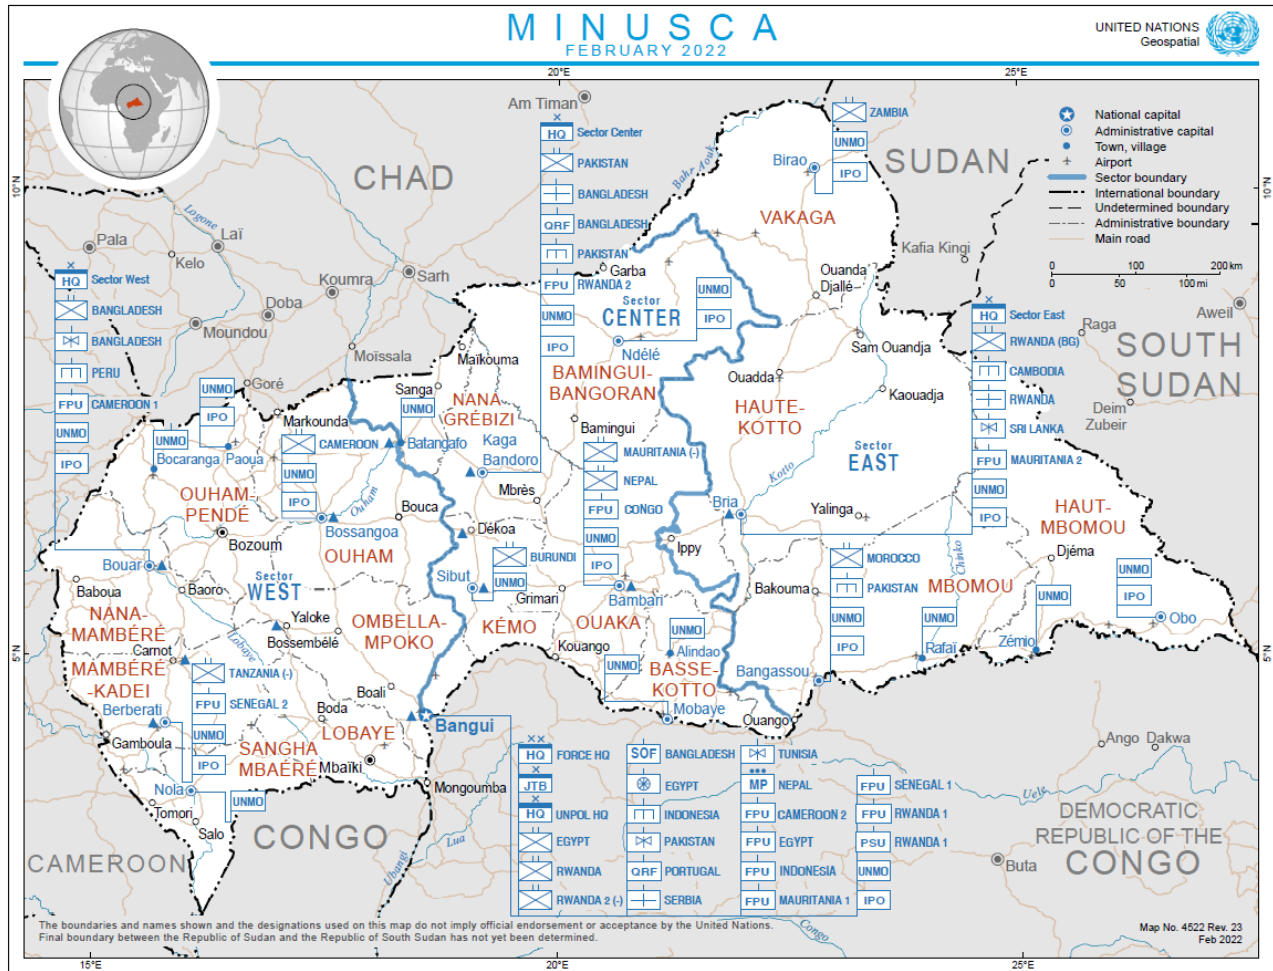 MINUSCA
FEBRUARY 2022
UNITED NATIONS
Geospatial
20°E
25°E
10°N
10°N
5°N
5°N
15°E
20°E
25°E
National capital
Administrative capital
Town, village
Airport
Sector boundary
International boundary
Undetermined boundary
Administrative boundary
Main road
0 100 200 km
0 50 100 mi
CHAD
SUDAN
SOUTH
SUDAN
DEMOCRATIC
REPUBLIC OF THE
CONGO
CONGO
CAMEROON
Am Timan
Bahr Aouk
Logone
Pala
Laï
Kelo
Koumra
Sarh
Doba
Moundou
Moïssala
Goré
Kafia Kingi
Aweil
Raga
Deim
Zubeir
Ango
Dakwa
Buta
Uele
Congo
Lua
Ubangi
Mongoumba
HQ Sector West
BANGLADESH
BANGLADESH
PERU
FPU CAMEROON 1
UNMO
IPO
HQ Sector Center
PAKISTAN
BANGLADESH
QRF BANGLADESH
PAKISTAN
FPU RWANDA 2
UNMO
IPO
ZAMBIA
UNMO
IPO
Birao
VAKAGA
Garba
Ouanda
Djallé
Sector
CENTER
UNMO
IPO
Ndélé
Sam Ouandja
HQ Sector East
RWANDA (BG)
CAMBODIA
RWANDA
SRI LANKA
FPU MAURITANIA 2
UNMO
IPO
Maïkouma
Sanga
BAMINGUI-
BANGORAN
Ouadda
Kaouadja
HAUTE-
KOTTO
NANA
GRÉBIZI
Bamingui
Sector
EAST
Kotto
UNMO
IPO
UNMO
Markounda
CAMEROON
UNMO
IPO
UNMO
Batangafo
Kaga
Bandoro
Bocaranga
Paoua
OUHAM-
PENDÉ
Ouham
Bouca
Bossangoa
Bozoum
OUHAM
Mbrès
Dékoa
MAURITANIA (-)
NEPAL
FPU CONGO
UNMO
IPO
Bria
Yalinga
Ippy
HAUT-
MBOMOU
Djéma
Chinko
Bouar
Baboua
Baoro
Sector
WEST
Sibut
BURUNDI
UNMO
Grimari
Bambari
Bakouma
MOROCCO
PAKISTAN
UNMO
IPO
MBOMOU
UNMO
UNMO
UNMO
IPO
Obo
Zémio
Rafaï
Bangassou
NANA-
MAMBÉRÉ
Yaloke
Bossembélé
Lobaye
OMBELLA-
MPOKO
KÉMO
OUAKA
Kouango
UNMO
Alindao
UNMO
BASSE-
KOTTO
Mobaye
Ouango
Carnot
MAMBÉRÉ
-KADEI
Berberati
TANZANIA (-)
FPU SENEGAL 2
UNMO
IPO
Boali
Boda
LOBAYE
Bangui
Gamboula
SANGHA
MBAÉRÉ
Mbaïki
Nola
UNMO
Tomori
Salo
HQ FORCE HQ
JTB
HQ UNPOL HQ
EGYPT
RWANDA
RWANDA 2 (-)
SOF BANGLADESH
EGYPT
INDONESIA
PAKISTAN
QRF PORTUGAL
SERBIA
TUNISIA
MP NEPAL
FPU CAMEROON 2
FPU EGYPT
FPU INDONESIA
FPU MAURITANIA 1
FPU SENEGAL 1
FPU RWANDA 1
PSU RWANDA 1
UNMO
IPO
The boundaries and names shown and the designations used on this map do not imply official endorsement or acceptance by the United Nations.
Final boundary between the Republic of Sudan and the Republic of South Sudan has not yet been determined.
Map No. 4522 Rev. 23
Feb 2022